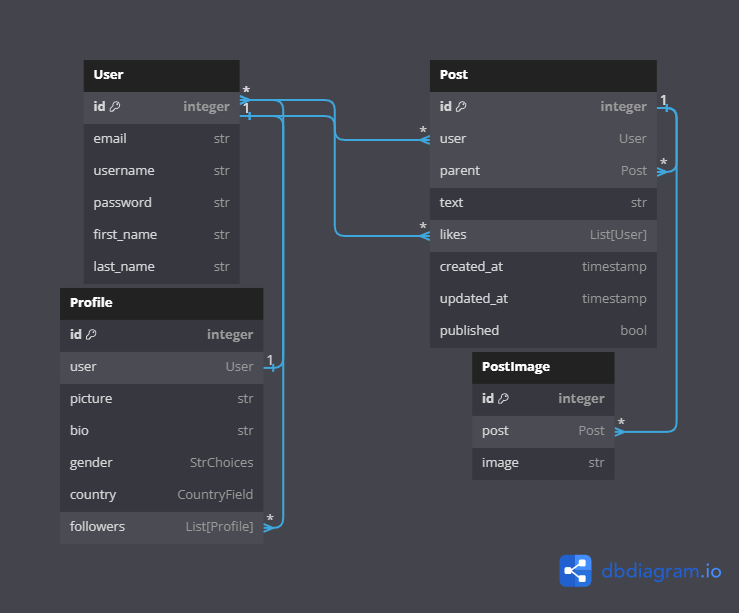 User
id integer
email str
username str
password str
first_name str
last_name str
* 
1
Profile
id integer
user User
1
picture str
bio str
gender StrChoices
country CountryField
followers List[Profile]
*
Post
id integer
1
*
user User
parent Post
*
text str
*
likes List[User]
created_at timestamp
updated_at timestamp
published bool
PostImage
id integer
post Post
*
image str
dbdiagram.io